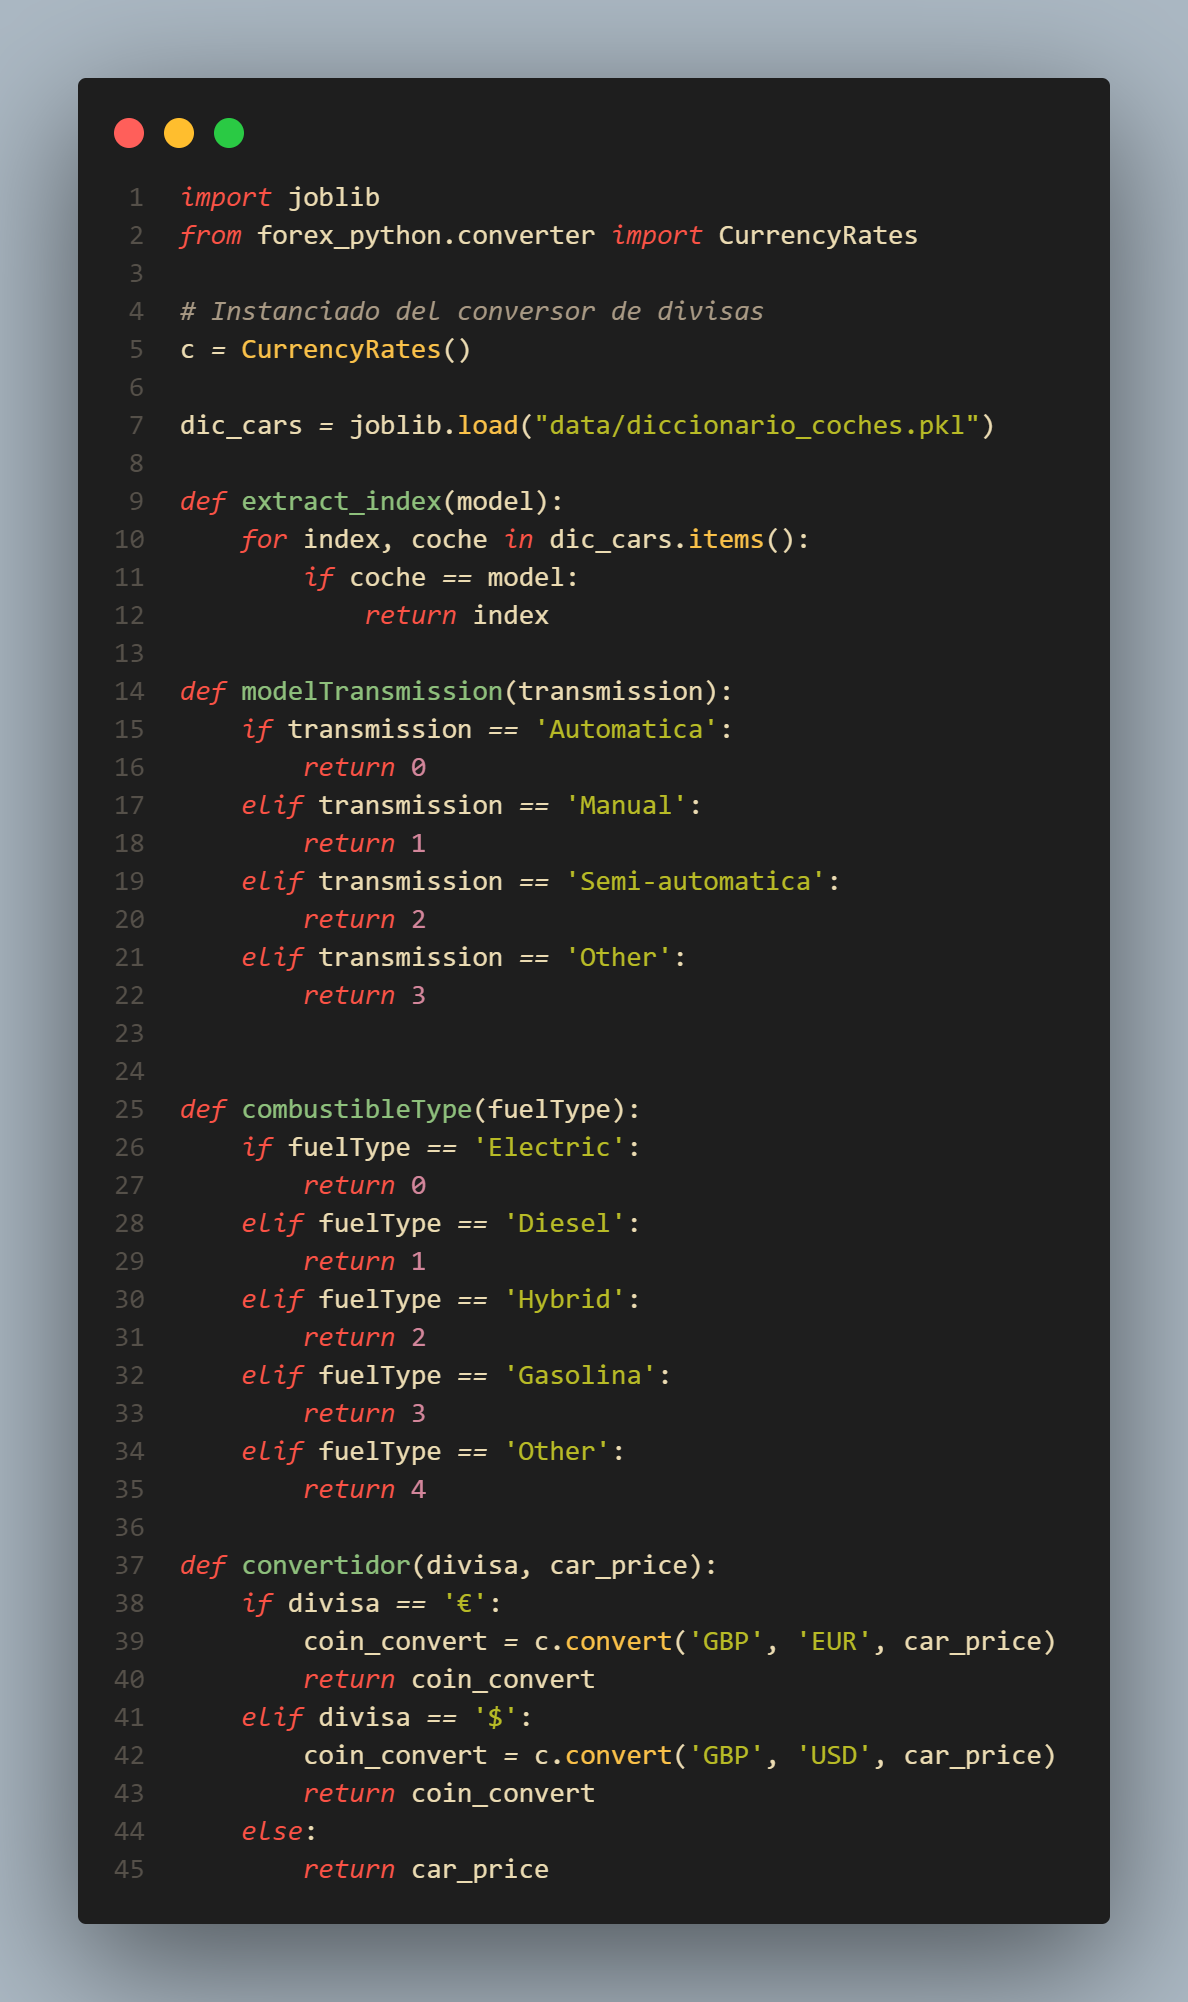 1 import joblib
2 from forex_python.converter import CurrencyRates
3
4 # Instanciado del conversor de divisas
5 c = CurrencyRates()
6
7 dic_cars = joblib.load("data/diccionario_coches.pkl")
8
9 def extract_index(model):
10     for index, coche in dic_cars.items():
11         if coche == model:
12             return index
13
14 def modelTransmission(transmission):
15     if transmission == 'Automatica':
16         return 0
17     elif transmission == 'Manual':
18         return 1
19     elif transmission == 'Semi-automatica':
20         return 2
21     elif transmission == 'Other':
22         return 3
23
24
25 def combustibleType(fuelType):
26     if fuelType == 'Electric':
27         return 0
28     elif fuelType == 'Diesel':
29         return 1
30     elif fuelType == 'Hybrid':
31         return 2
32     elif fuelType == 'Gasolina':
33         return 3
34     elif fuelType == 'Other':
35         return 4
36
37 def convertidor(divisa, car_price):
38     if divisa == '€':
39         coin_convert = c.convert('GBP', 'EUR', car_price)
40         return coin_convert
41     elif divisa == '$':
42         coin_convert = c.convert('GBP', 'USD', car_price)
43         return coin_convert
44     else:
45         return car_price